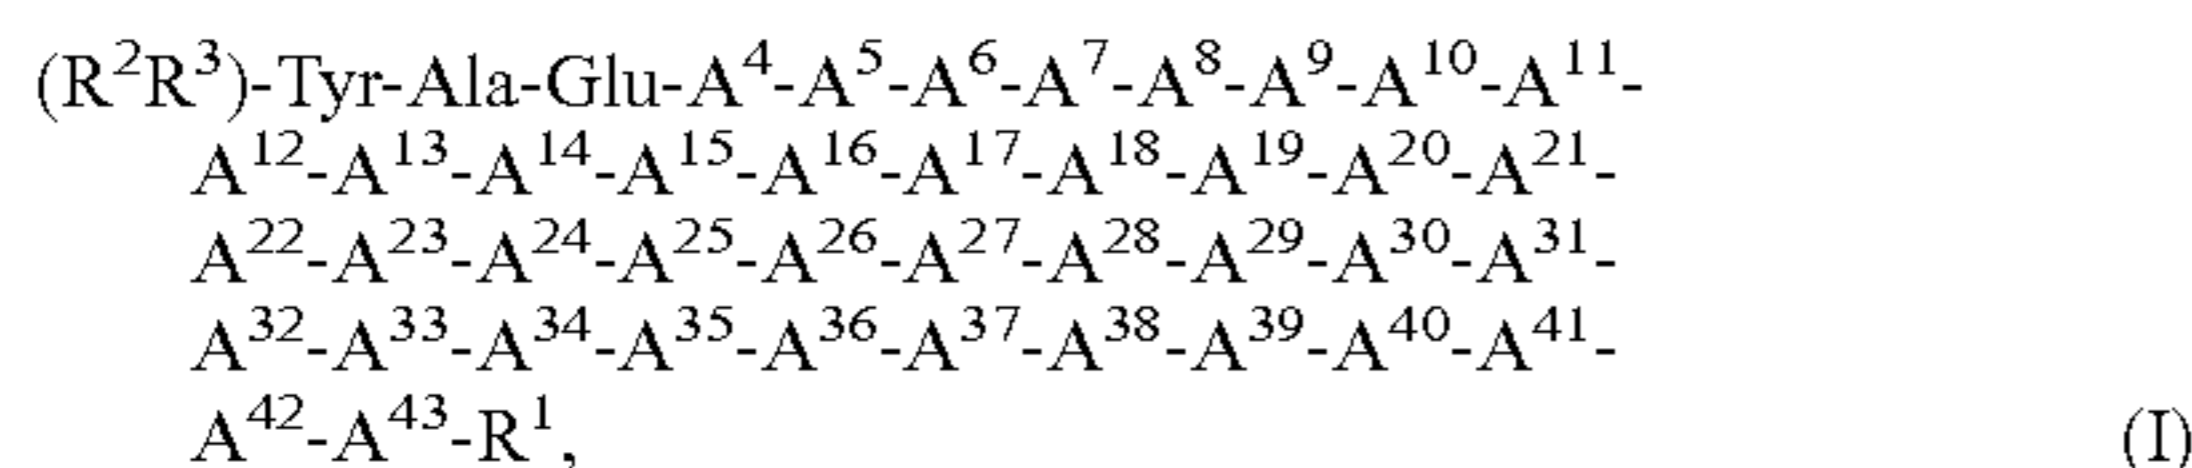 (R²R³)-Tyr-Ala-Glu-A⁴-A⁵-A⁶-A⁷-A⁸-A⁹-A¹⁰-A¹¹-
A¹²-A¹³-A¹⁴-A¹⁵-A¹⁶-A¹⁷-A¹⁸-A¹⁹-A²⁰-A²¹-
A²²-A²³-A²⁴-A²⁵-A²⁶-A²⁷-A²⁸-A²⁹-A³⁰-A³¹-
A³²-A³³-A³⁴-A³⁵-A³⁶-A³⁷-A³⁸-A³⁹-A⁴⁰-A⁴¹-
A⁴²-A⁴³-R¹, (I)